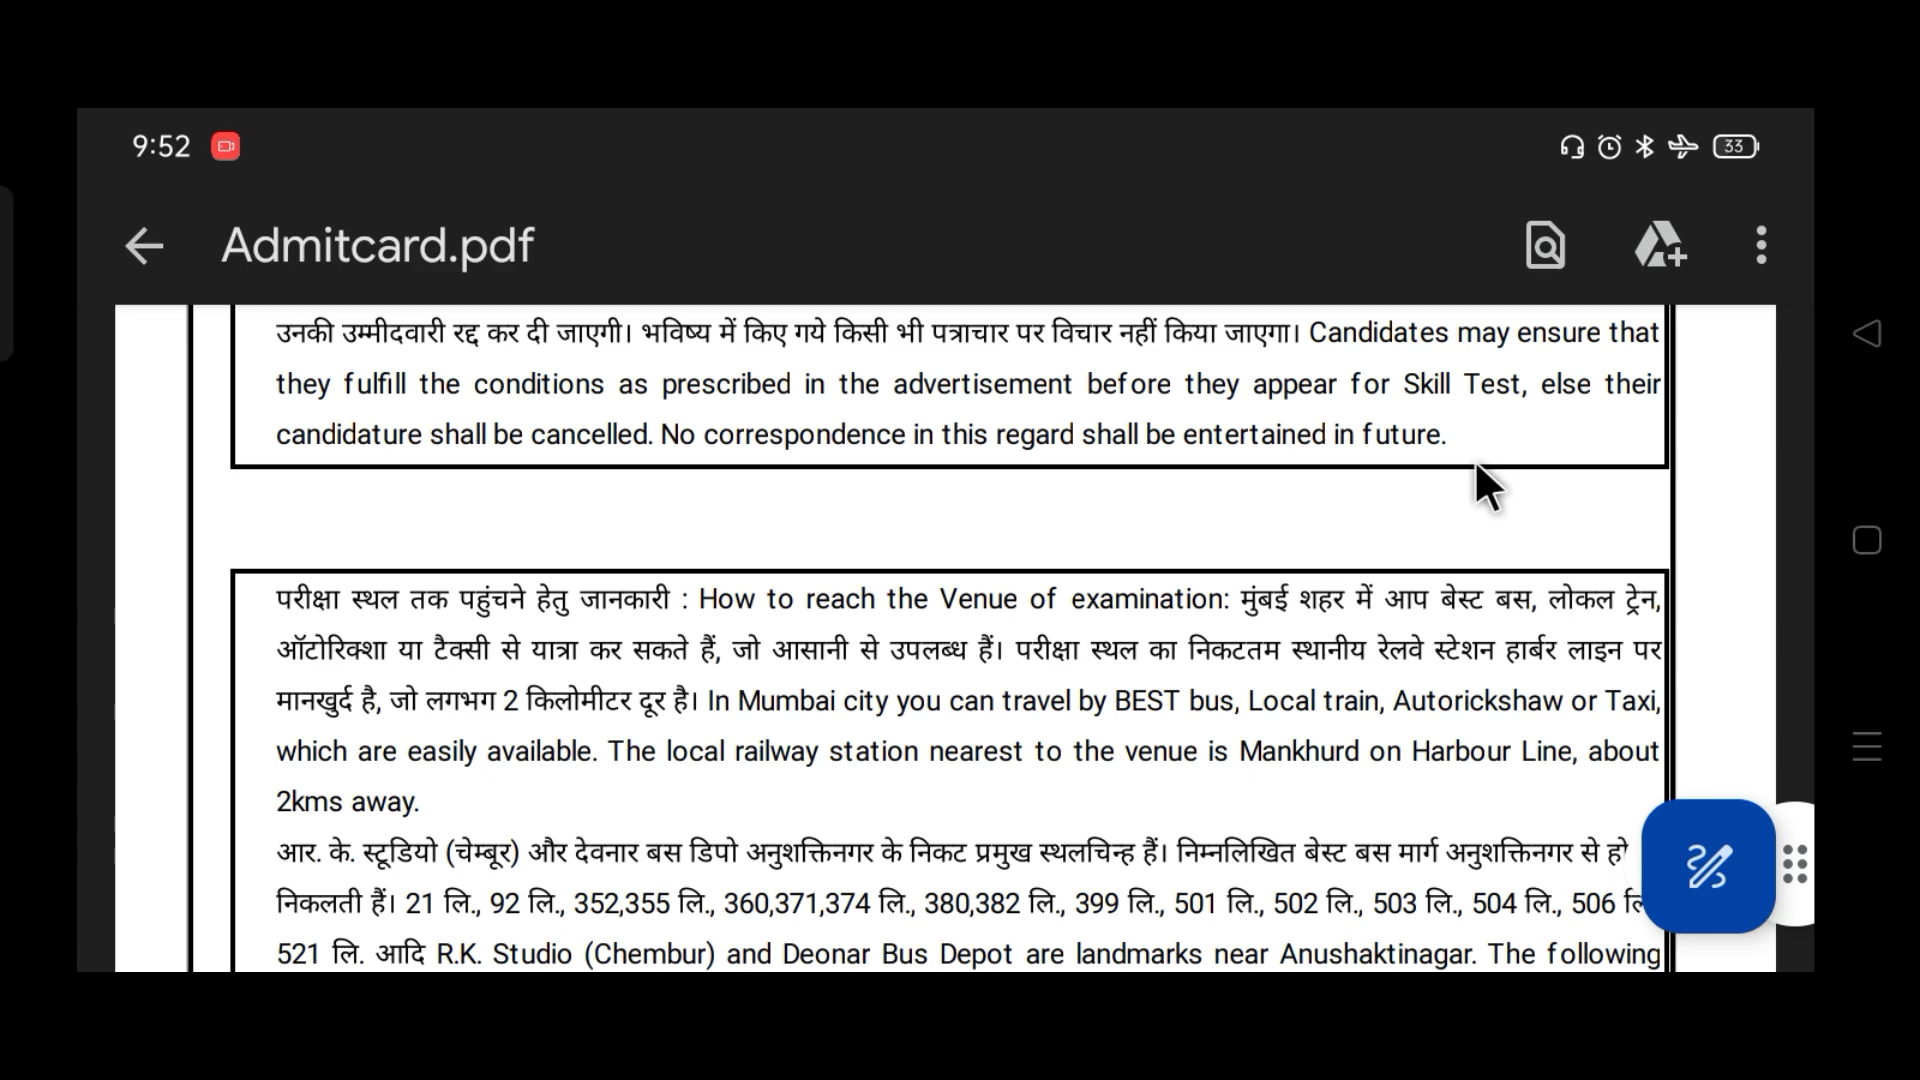 9:52
33
Admitcard.pdf
उनकी उम्मीदवारी रद्द कर दी जाएगी। भविष्य में किए गये किसी भी पत्राचार पर विचार नहीं किया जाएगा। Candidates may ensure that
they fulfill the conditions as prescribed in the advertisement before they appear for Skill Test, else their
candidature shall be cancelled. No correspondence in this regard shall be entertained in future.
परीक्षा स्थल तक पहुंचने हेतु जानकारी : How to reach the Venue of examination: मुंबई शहर में आप बेस्ट बस, लोकल ट्रेन,
ऑटोरिक्शा या टैक्सी से यात्रा कर सकते हैं, जो आसानी से उपलब्ध हैं। परीक्षा स्थल का निकटतम स्थानीय रेलवे स्टेशन हार्बर लाइन पर
मानखुर्द है, जो लगभग 2 किलोमीटर दूर है। In Mumbai city you can travel by BEST bus, Local train, Autorickshaw or Taxi,
which are easily available. The local railway station nearest to the venue is Mankhurd on Harbour Line, about
2kms away.
आर. के. स्टूडियो (चेम्बूर) और देवनार बस डिपो अनुशक्तिनगर के निकट प्रमुख स्थलचिन्ह हैं। निम्नलिखित बेस्ट बस मार्ग अनुशक्तिनगर से हो
निकलती हैं। 21 लि., 92 लि., 352,355 लि., 360,371,374 लि., 380,382 लि., 399 लि., 501 लि., 502 लि., 503 लि., 504 लि., 506
521 लि. आदि R.K. Studio (Chembur) and Deonar Bus Depot are landmarks near Anushaktinagar. The following